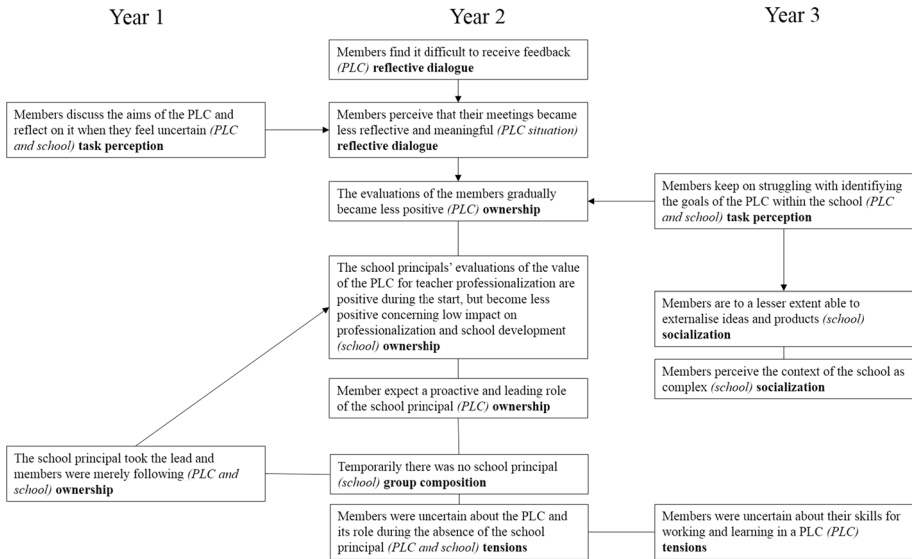 Year 1
Year 2
Year 3
Members find it difficult to receive feedback
(PLC) reflective dialogue
Members discuss the aims of the PLC and
reflect on it when they feel uncertain (PLC
and school) task perception
Members perceive that their meetings became
less reflective and meaningful (PLC situation)
reflective dialogue
The evaluations of the members gradually
became less positive (PLC) ownership
Members keep on struggling with identifiying
the goals of the PLC within the school (PLC
and school) task perception
The school principals’ evaluations of the value
of the PLC for teacher professionalization are
positive during the start, but become less
positive concerning low impact on
professionalization and school development
(school) ownership
Members are to a lesser extent able to
externalise ideas and products (school)
socialization
Members perceive the context of the school as
complex (school) socialization
Member expect a proactive and leading role
of the school principal (PLC) ownership
The school principal took the lead and
members were merely following (PLC and
school) ownership
Temporarily there was no school principal
(school) group composition
Members were uncertain about the PLC and
its role during the absence of the school
principal (PLC and school) tensions
Members were uncertain about their skills for
working and learning in a PLC (PLC)
tensions